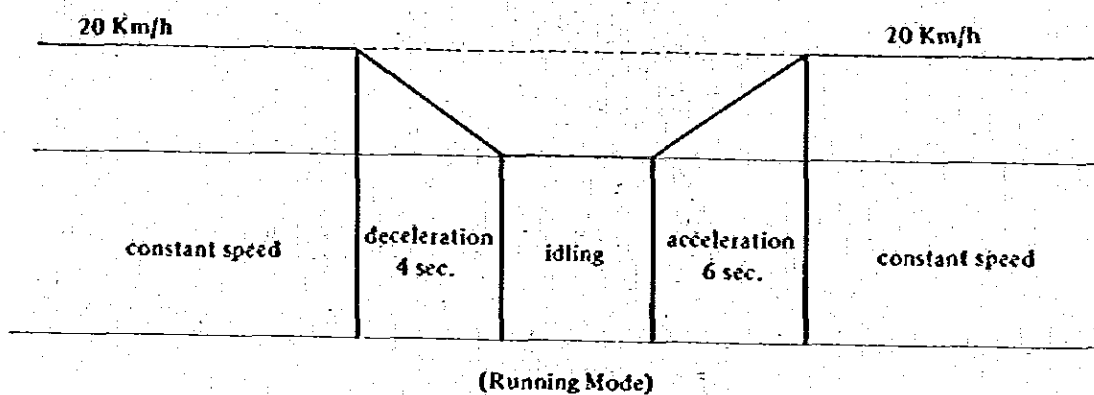 20 Km/h
20 Km/h
constant speed
deceleration
4 sec.
idling
acceleration
6 sec.
constant speed
(Running Mode)